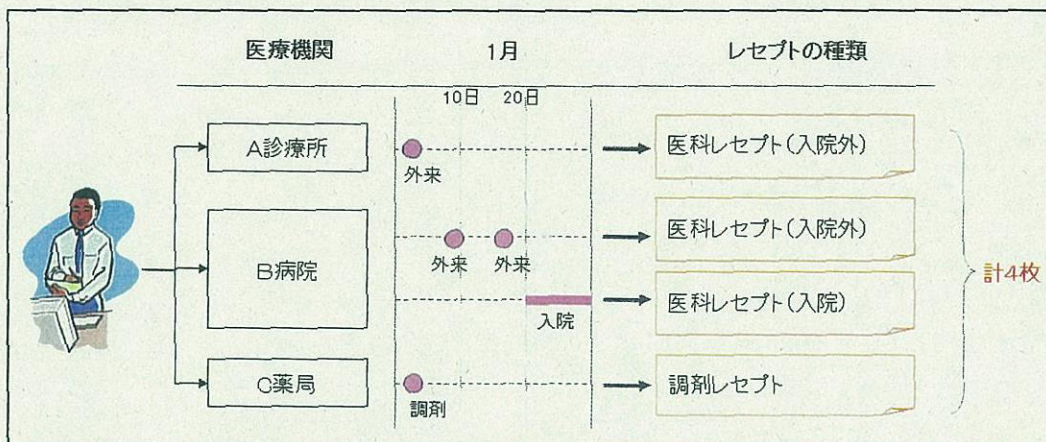 医療機関 1月 レセプトの種類
10日 20日
A診療所 外来 医科レセプト(入院外)
B病院 外来 外来 医科レセプト(入院外)
入院 医科レセプト(入院)
C薬局 調剤 調剤レセプト
計4枚